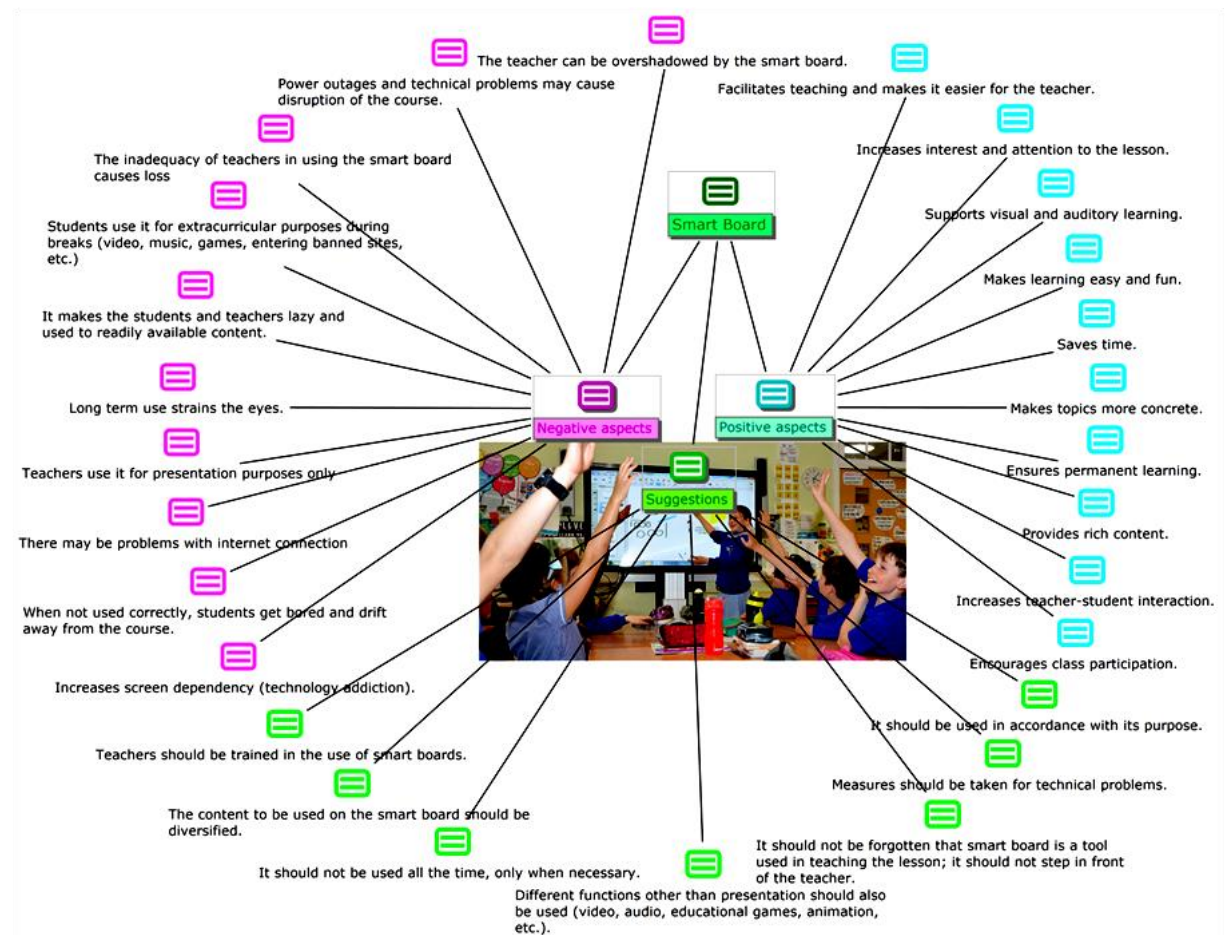 The teacher can be overshadowed by the smart board.
Power outages and technical problems may cause
disruption of the course.
The inadequacy of teachers in using the smart board
causes loss
Students use it for extracurricular purposes during
breaks (video, music, games, entering banned sites,
etc.)
It makes the students and teachers lazy and
used to readily available content.
Long term use strains the eyes.
Teachers use it for presentation purposes only
There may be problems with internet connection
When not used correctly, students get bored and drift
away from the course.
Increases screen dependency (technology addiction).
Smart Board
Negative aspects
Positive aspects
Suggestions
Facilitates teaching and makes it easier for the teacher.
Increases interest and attention to the lesson.
Supports visual and auditory learning.
Makes learning easy and fun.
Saves time.
Makes topics more concrete.
Ensures permanent learning.
Provides rich content.
Increases teacher-student interaction.
Encourages class participation.
Teachers should be trained in the use of smart boards.
The content to be used on the smart board should be
diversified.
It should not be used all the time, only when necessary.
Different functions other than presentation should also
be used (video, audio, educational games, animation,
etc.).
It should not be forgotten that smart board is a tool
used in teaching the lesson; it should not step in front
of the teacher.
Measures should be taken for technical problems.
It should be used in accordance with its purpose.